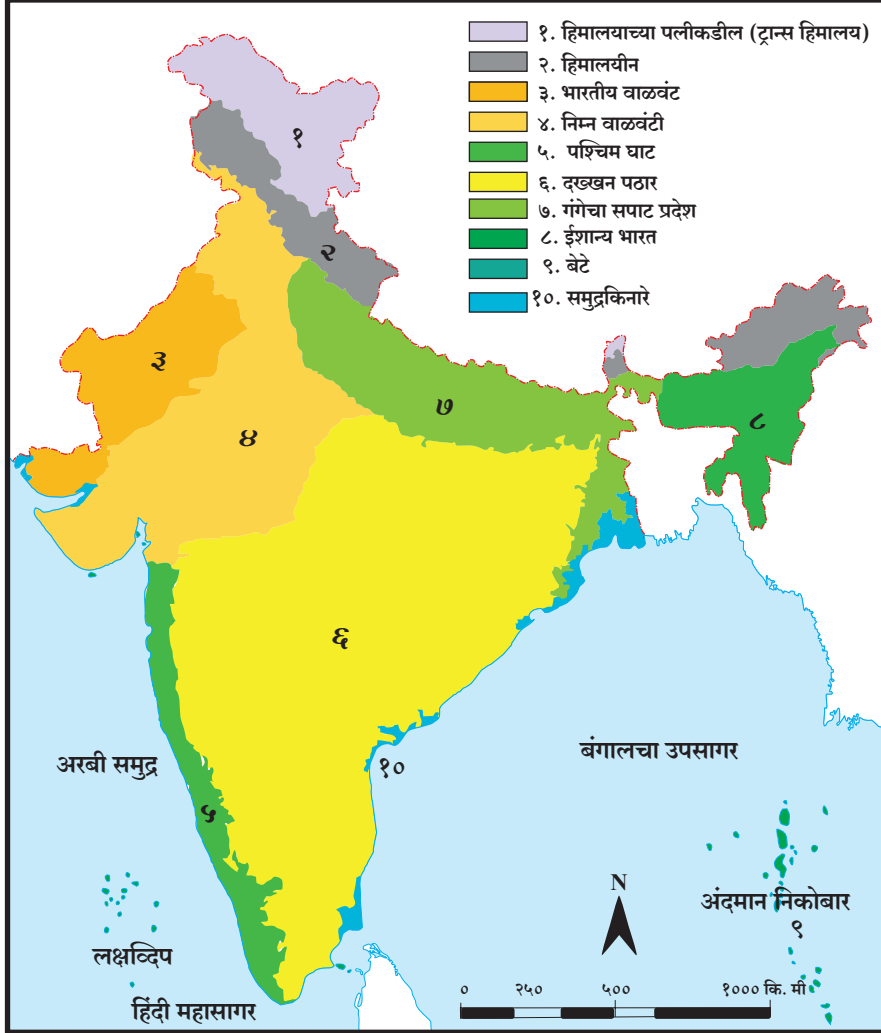 १. हिमालयाच्या पलीकडील (ट्रान्स हिमालय)
२. हिमालयीन
३. भारतीय वाळवंट
४. निम्न वाळवंटी
५. पश्चिम घाट
६. दख्खन पठार
७. गंगेचा सपाट प्रदेश
८. ईशान्य भारत
९. बेटे
१०. समुद्रकिनारे
१
२
३
७
८
४
६
अरबी समुद्र
१०
बंगालचा उपसागर
५
N
अंदमान निकोबार
९
लक्षव्दिप
० २५० ५०० १००० कि. मी
हिंदी महासागर